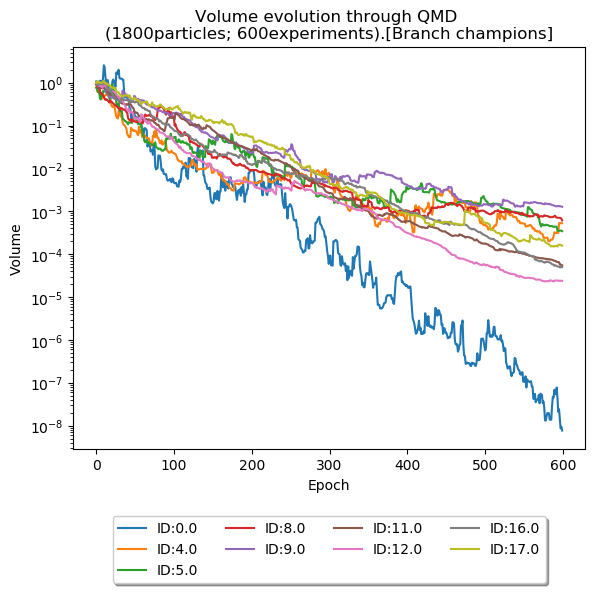 Volume evolution through QMD
(1800particles; 600experiments).[Branch champions]
Volume
10^0
10^-1
10^-2
10^-3
10^-4
10^-5
10^-6
10^-7
10^-8
0 100 200 300 400 500 600
Epoch
ID:0.0 ID:8.0 ID:11.0 ID:16.0
ID:4.0 ID:9.0 ID:12.0 ID:17.0
ID:5.0